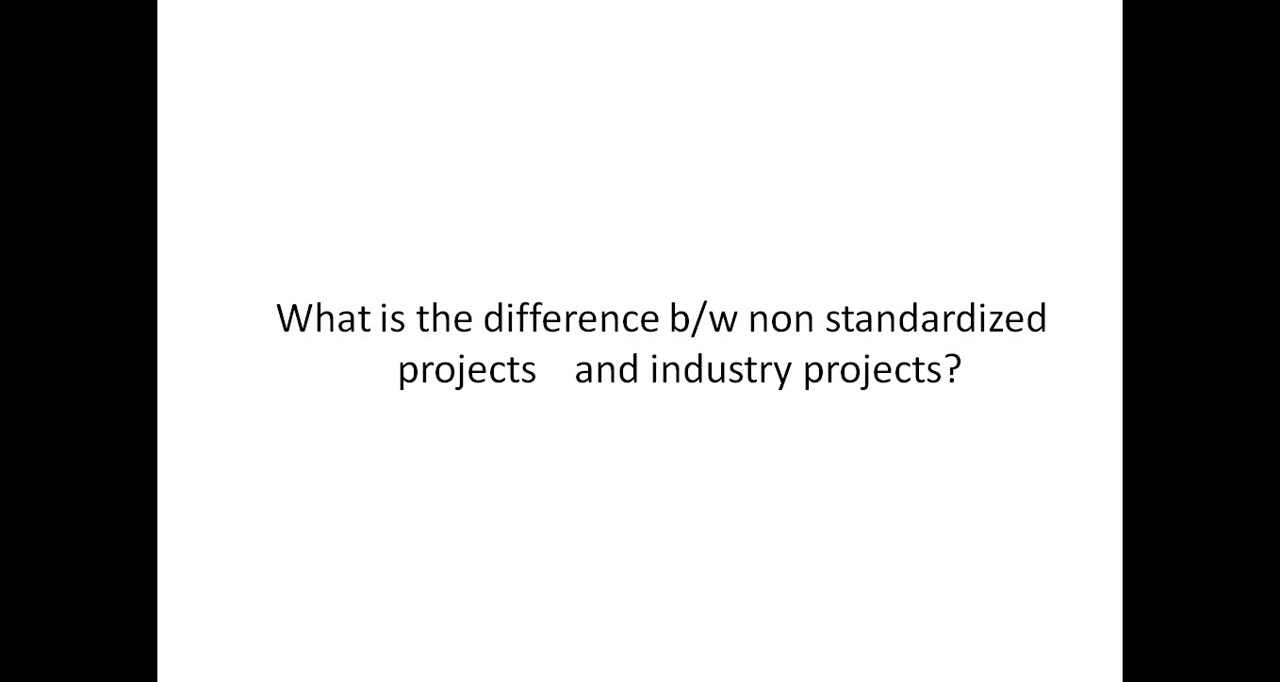 What is the difference b/w non standardized
projects and industry projects?